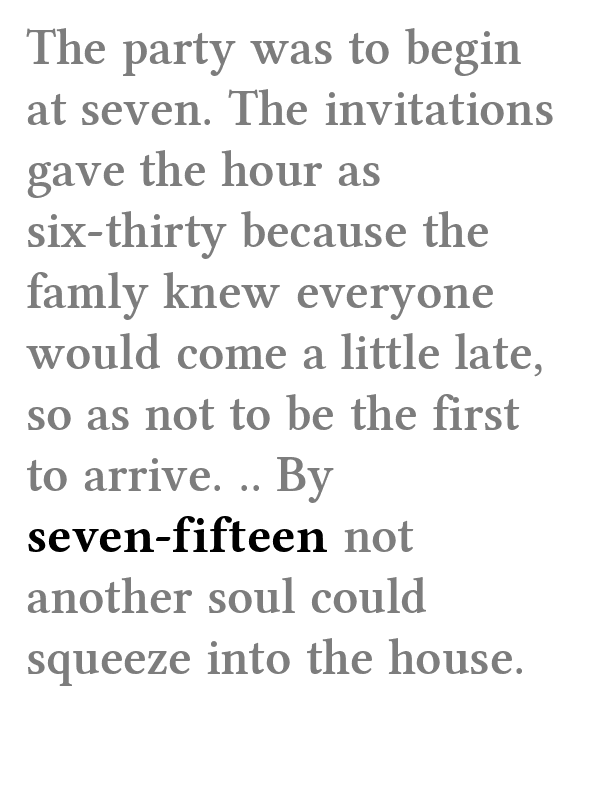 The party was to begin
at seven. The invitations
gave the hour as
six-thirty because the
famly knew everyone
would come a little late,
so as not to be the first
to arrive. .. By
seven-fifteen not
another soul could
squeeze into the house.